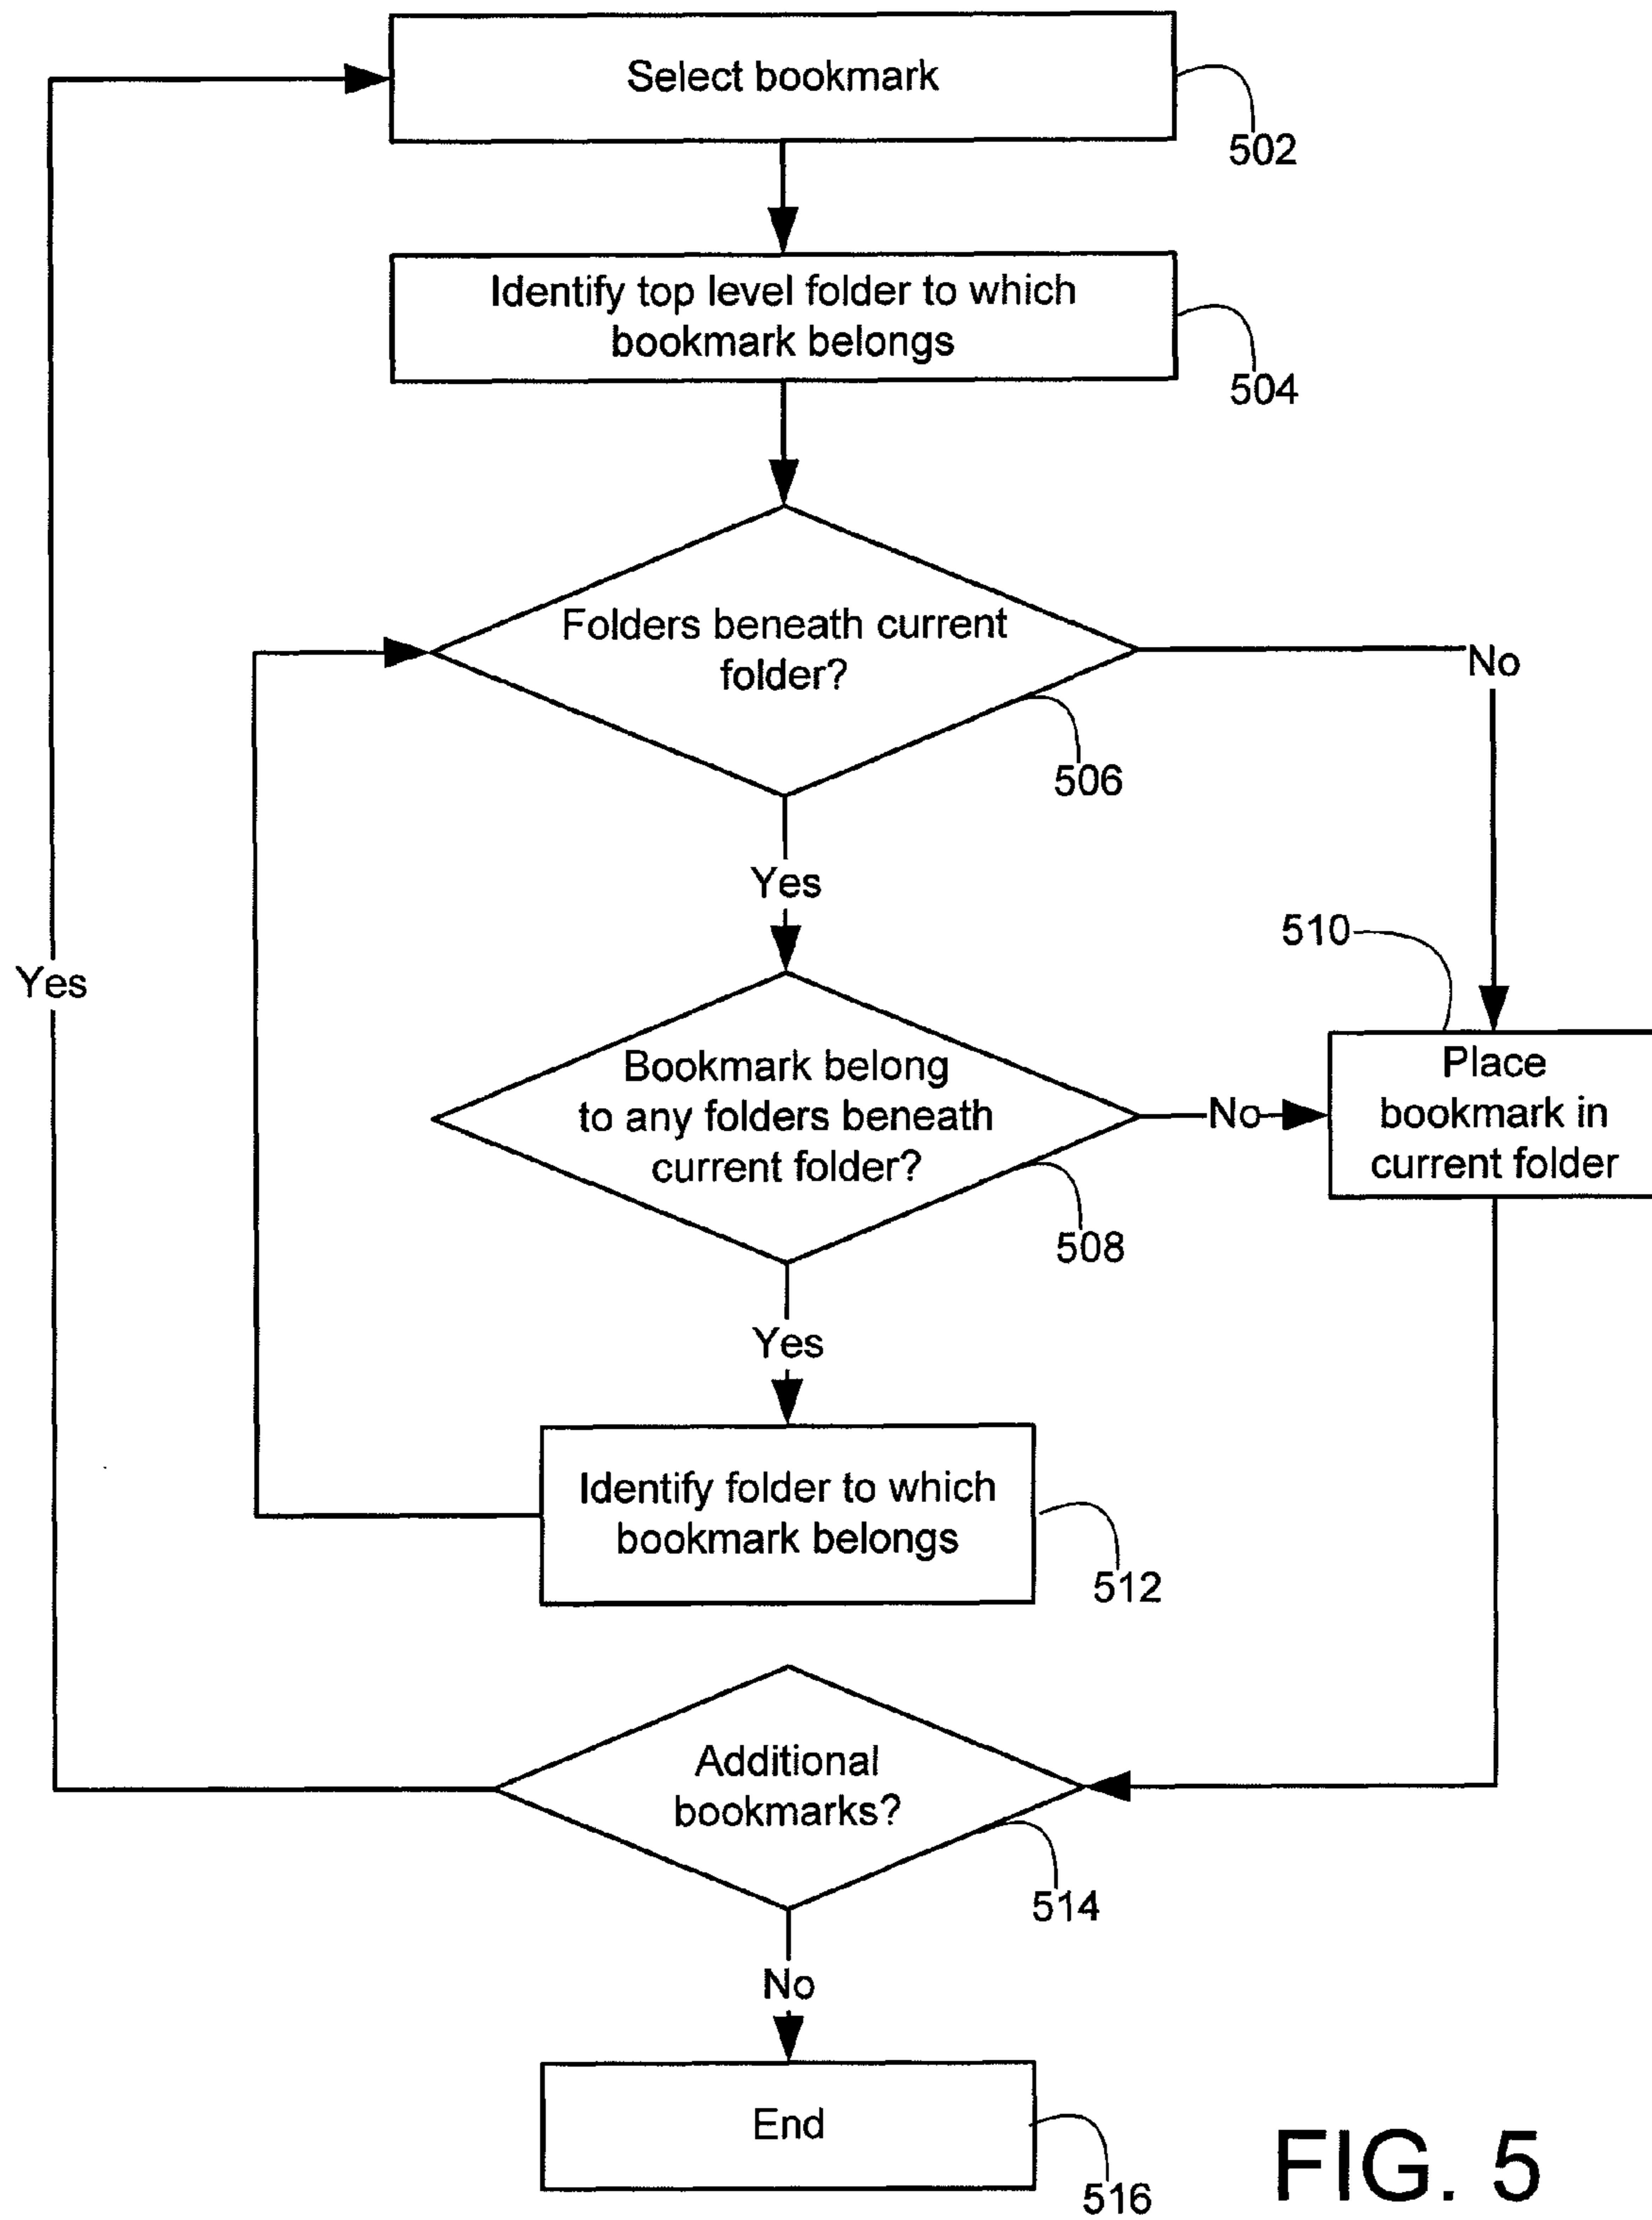 Select bookmark
502
Identify top level folder to which
bookmark belongs
504
Folders beneath current
folder?
No
506
Yes
510
Yes
Bookmark belong
to any folders beneath
current folder?
No
Place
bookmark in
current folder
508
Yes
Identify folder to which
bookmark belongs
512
Additional
bookmarks?
514
No
End
516
FIG. 5